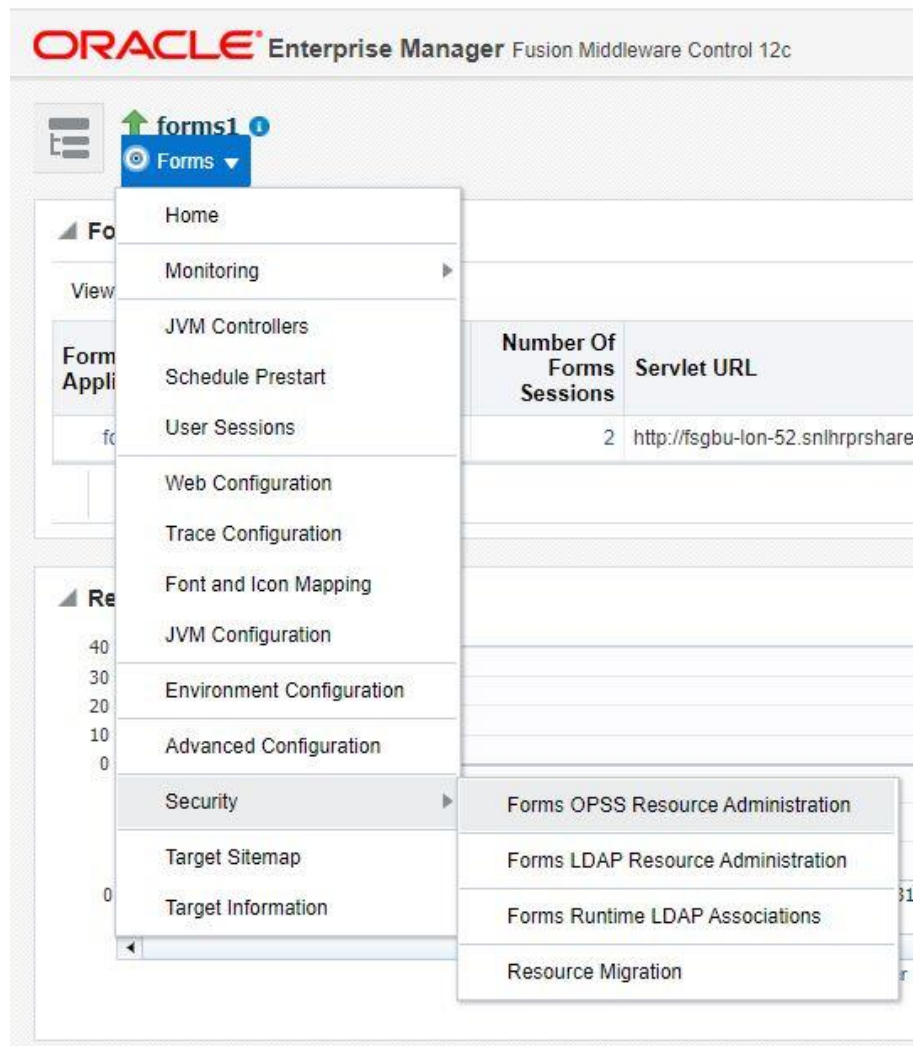 ORACLE Enterprise Manager Fusion Middleware Control 12c
forms1
Forms
Home
Monitoring
View
JVM Controllers
Schedule Prestart
User Sessions
Number Of
Forms
Sessions
Servlet URL
2 http://fsgbu-lon-52.snlhrprshare
Web Configuration
Trace Configuration
Font and Icon Mapping
JVM Configuration
40
30
20
10
0
Environment Configuration
Advanced Configuration
Security
Forms OPSS Resource Administration
Forms LDAP Resource Administration
Forms Runtime LDAP Associations
Resource Migration
Target Sitemap
0
Target Information